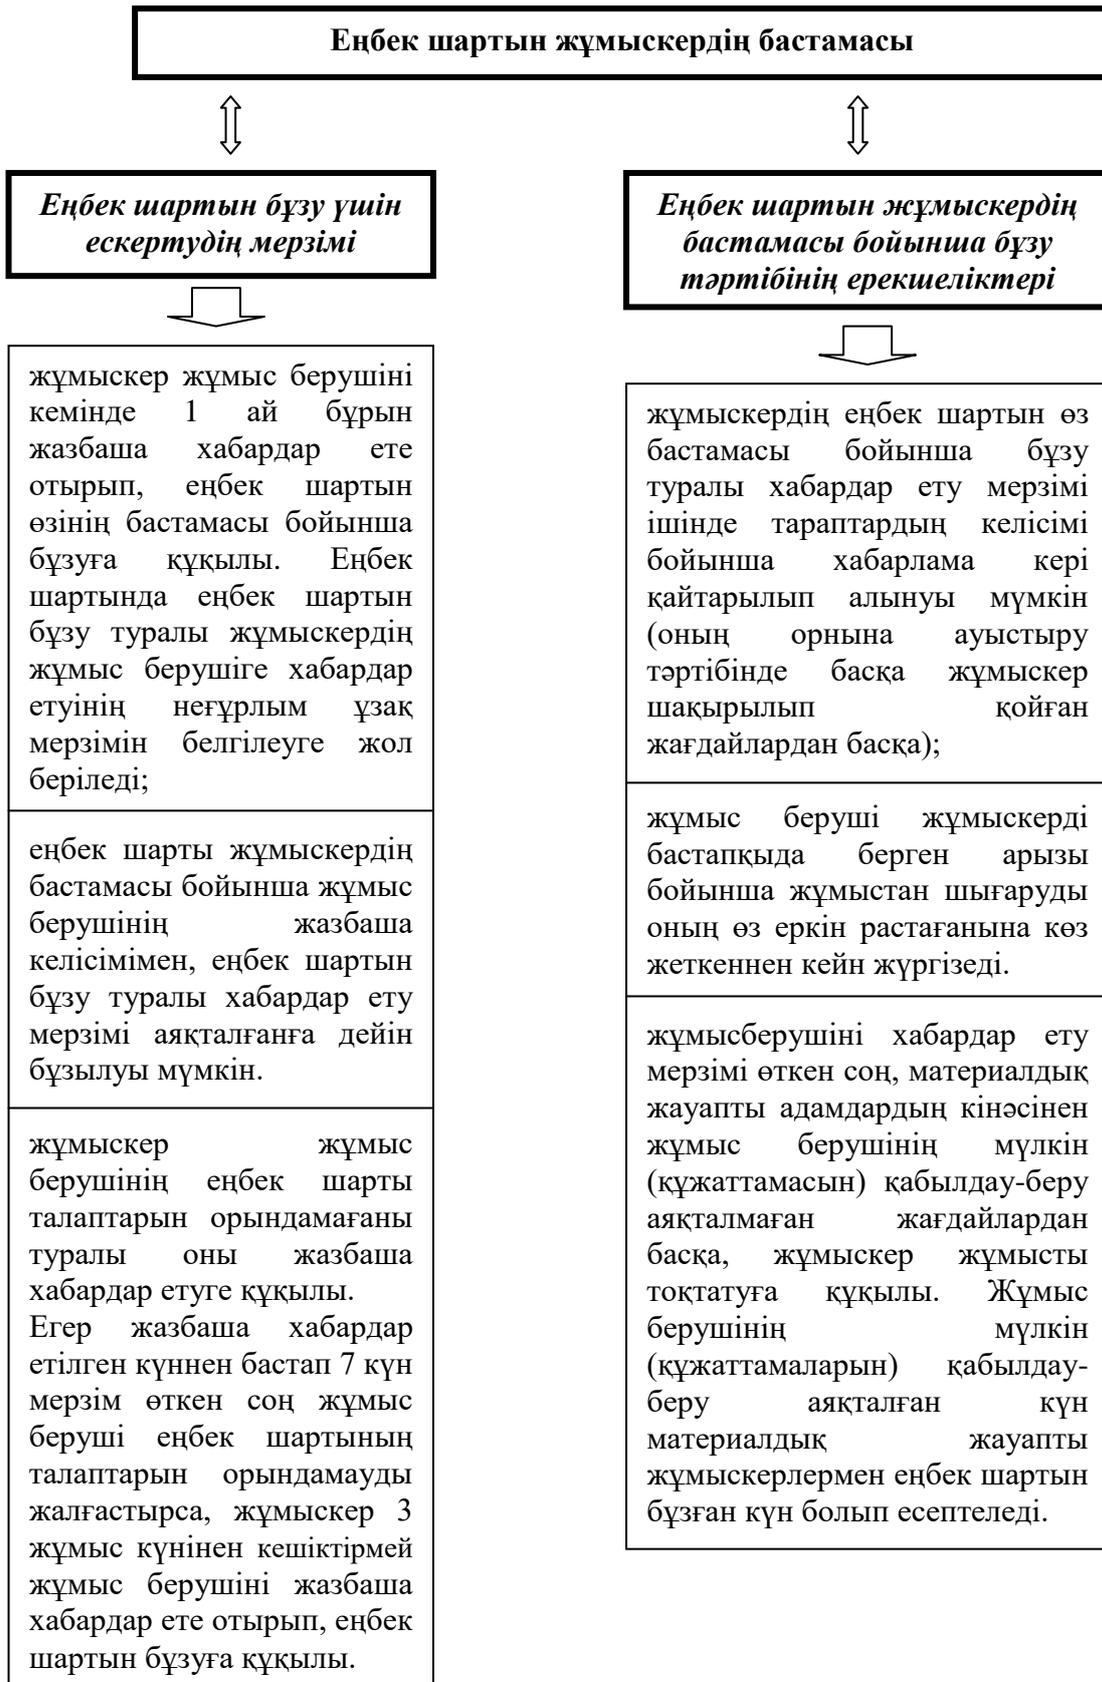 Еңбек шартын жұмыскердің бастамасы
Еңбек шартын бұзу үшін
ескертудің мерзімі
жұмыскер жұмыс берушіні
кемінде 1 ай бұрын
жазбаша хабардар ете
отырып, еңбек шартын
өзінің бастамасы бойынша
бұзуға құқылы. Еңбек
шартында еңбек шартын
бұзу туралы жұмыскердің
жұмыс берушіге хабардар
етуінің неғұрлым ұзақ
мерзімін белгілеуге жол
беріледі;
еңбек шарты жұмыскердің
бастамасы бойынша жұмыс
берушінің жазбаша
келісімімен, еңбек шартын
бұзу туралы хабардар ету
мерзімі аяқталғанға дейін
бұзылуы мүмкін.
жұмыскер жұмыс
берушінің еңбек шарты
талаптарын орындамағаны
туралы оны жазбаша
хабардар етуге құқылы.
Егер жазбаша хабардар
етілген күннен бастап 7 күн
мерзім өткен соң жұмыс
беруші еңбек шартының
талаптарын орындамауды
жалғастырса, жұмыскер 3
жұмыс күнінен кешіктірмей
жұмыс берушіні жазбаша
хабардар ете отырып, еңбек
шартын бұзуға құқылы.
Еңбек шартын жұмыскердің
бастамасы бойынша бұзу
тәртібінің ерекшеліктері
жұмыскердің еңбек шартын өз
бастамасы бойынша бұзу
туралы хабардар ету мерзімі
ішінде тараптардың келісімі
бойынша хабарлама кері
қайтарылып алынуы мүмкін
(оның орнына ауыстыру
тәртібінде басқа жұмыскер
шақырылып қойған
жағдайлардан басқа);
жұмыс беруші жұмыскерді
бастапқыда берген арызы
бойынша жұмыстан шығаруды
оның өз еркін растағанына көз
жеткеннен кейн жүргізеді.
жұмысберушіні хабардар ету
мерзімі өткен соң, материалдық
жауапты адамдардың кінәсінен
жұмыс берушінің мүлкін
(құжаттамасын) қабылдау-беру
аяқталмаған жағдайлардан
басқа, жұмыскер жұмысты
тоқтатуға құқылы. Жұмыс
берушінің мүлкін
(құжаттамаларын) қабылдау-
беру аяқталған күн
материалдық жауапты
жұмыскерлермен еңбек шартын
бұзған күн болып есептеледі.